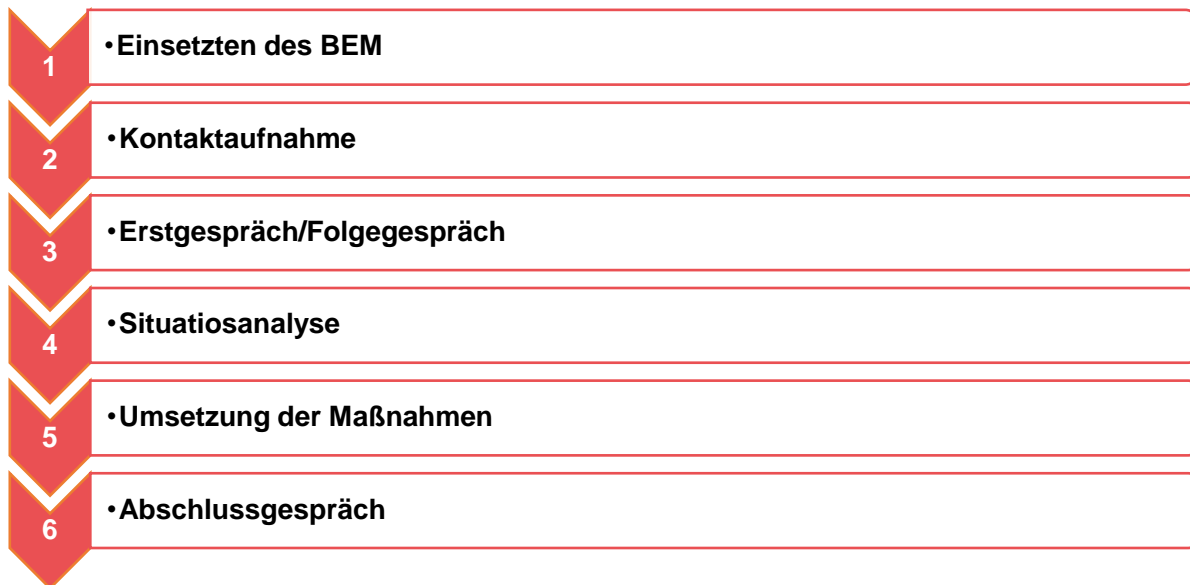 1 •Einsetzten des BEM
2 •Kontaktaufnahme
3 •Erstgespräch/Folgegespräch
4 •Situatiosanalyse
5 •Umsetzung der Maßnahmen
6 •Abschlussgespräch